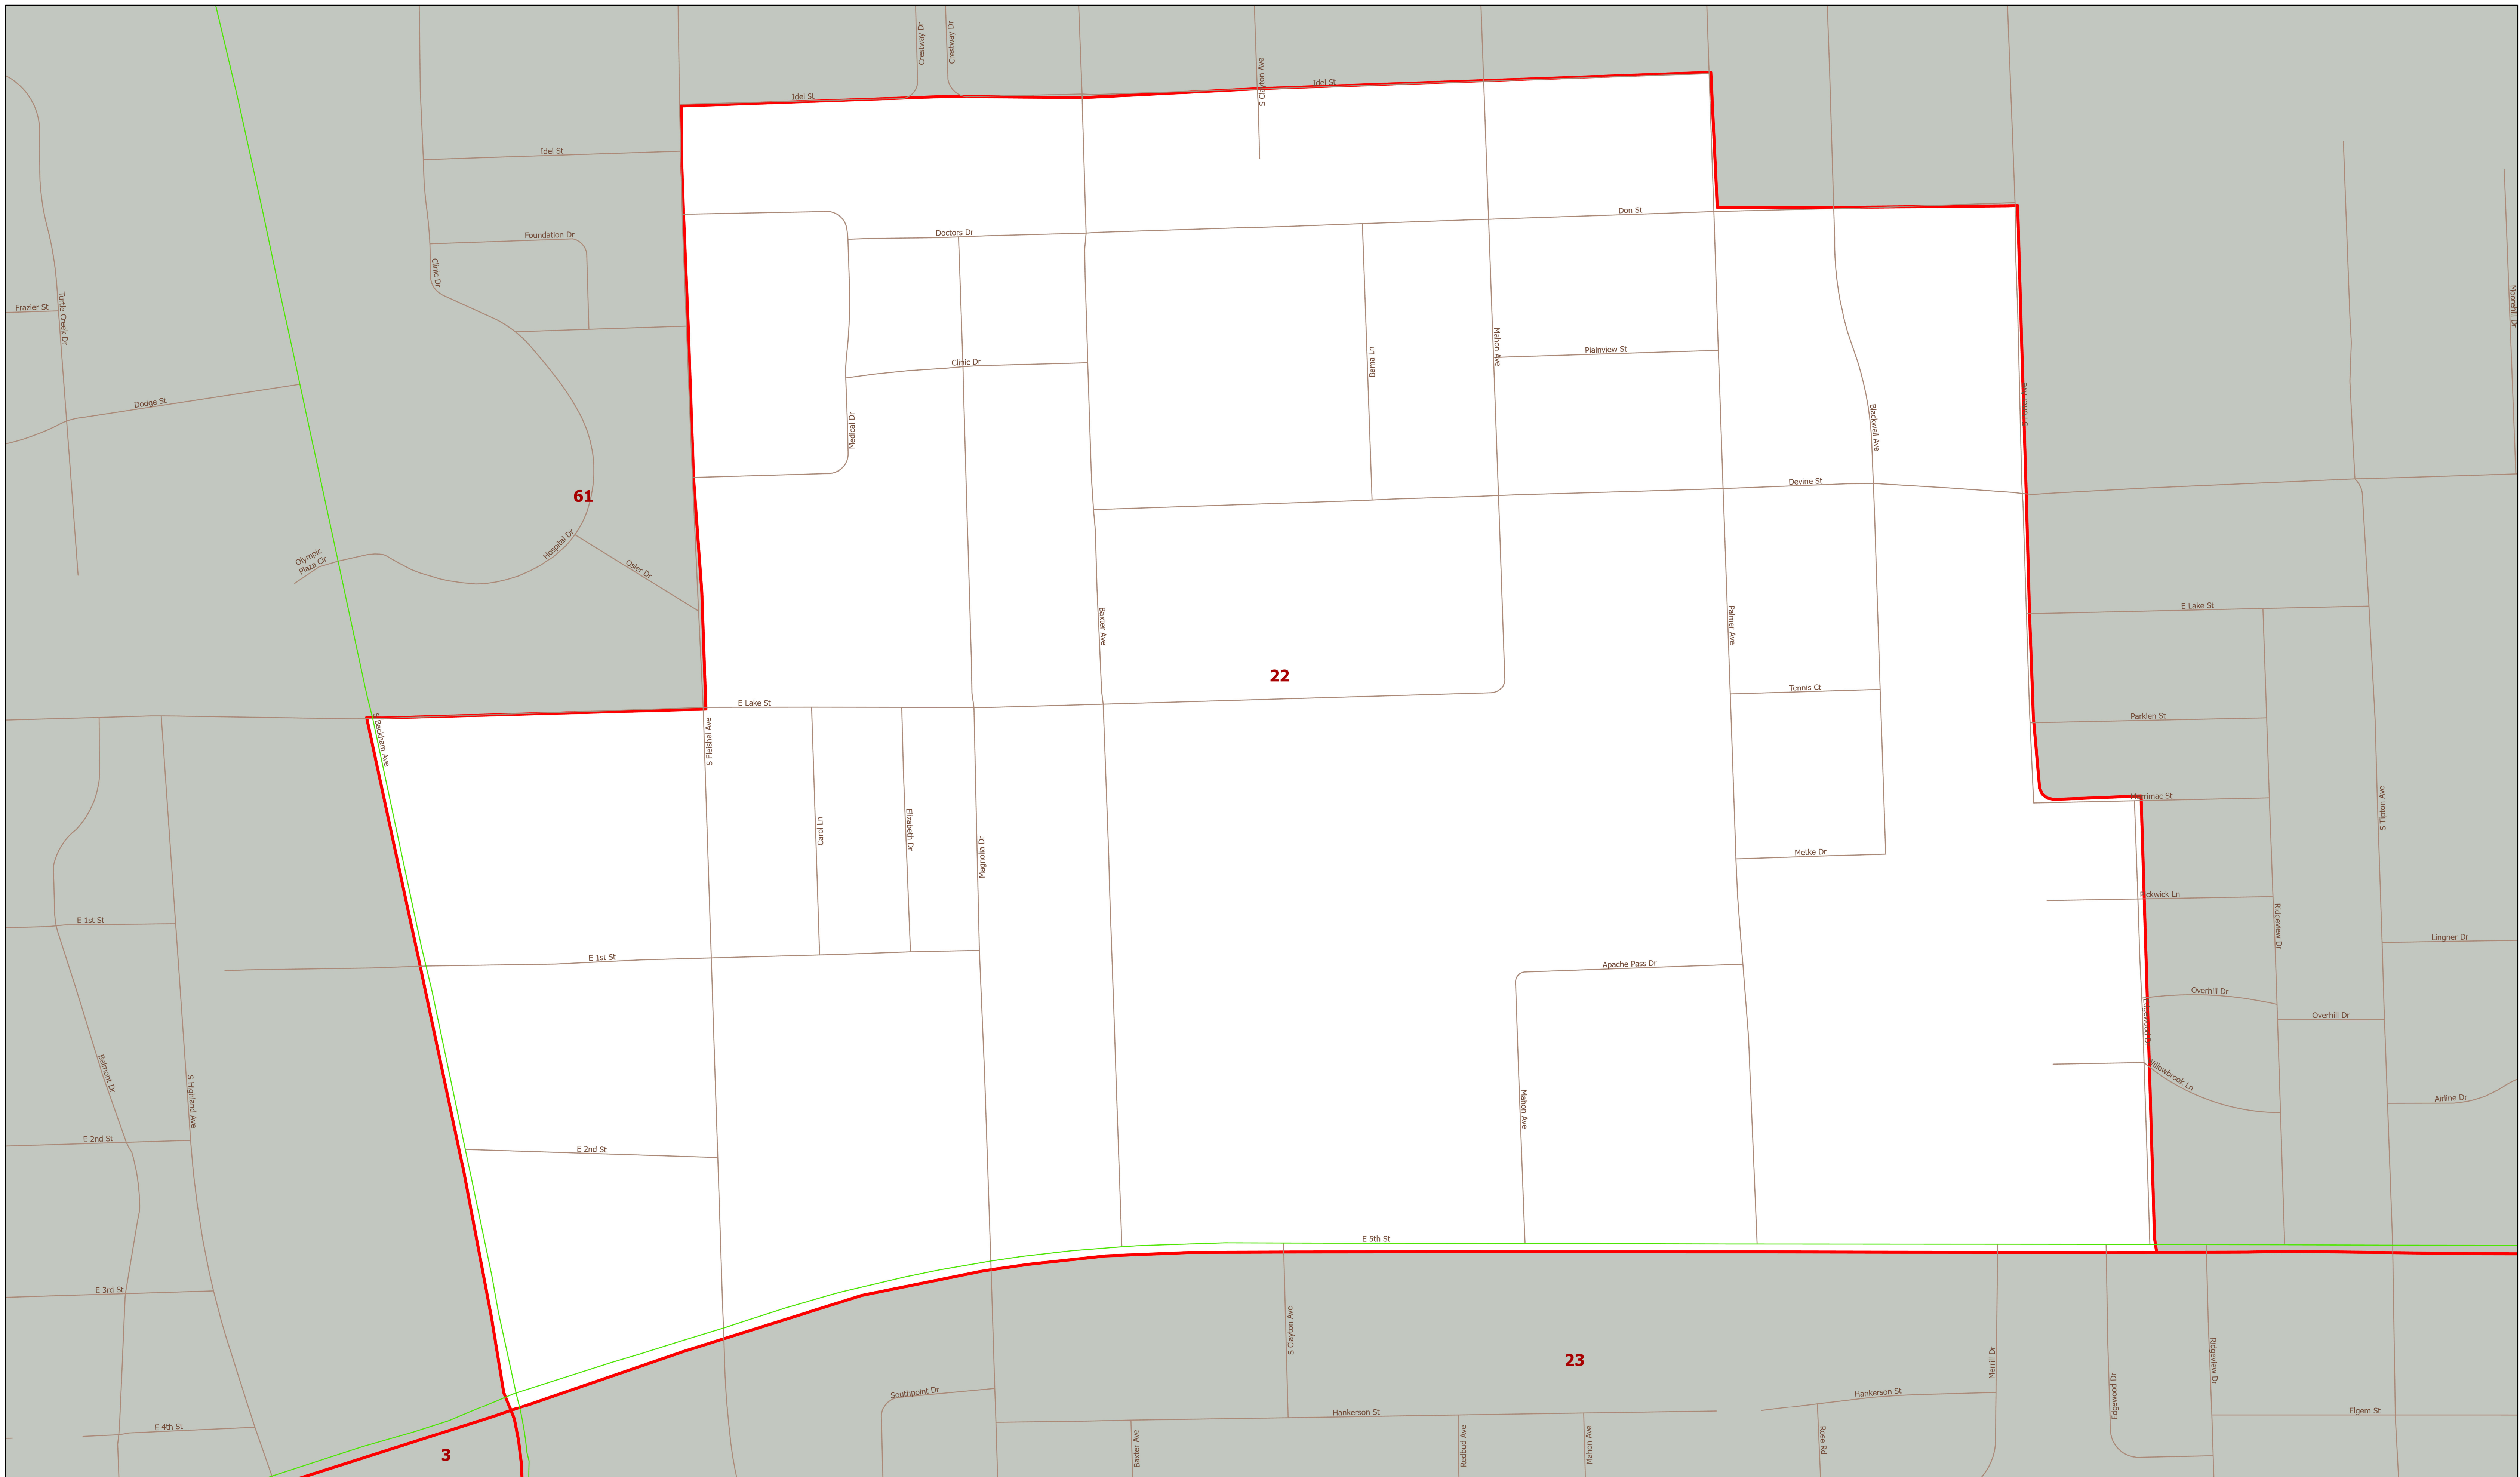 Crestway Dr
Crestway Dr
S Clayton Ave
Idel St
Idel St
Idel St
Don St
Doctors Dr
Foundation Dr
Clinic Dr
Frazier St
Turtle Creek Dr
Moorehill Dr
Mahon Ave
Plainview St
Bama Ln
Clinic Dr
Dodge St
Medical Dr
Blackwell Ave
Devine St
61
Hospital Dr
Olympic
Plaza Cir
Osler Dr
E Lake St
Baxter Ave
Palmer Ave
22
Tennis Ct
E Lake St
Parklen St
S Beckham Ave
S Fleishel Ave
Merrimac St
S Tipton Ave
Carol Ln
Elizabeth Dr
Magnolia Dr
Metke Dr
Pickwick Ln
E 1st St
Ridgeview Dr
Lingner Dr
E 1st St
Apache Pass Dr
Overhill Dr
Overhill Dr
Edgewood Dr
Belmont Dr
S Highland Ave
Willowbrook Ln
Mahon Ave
Airline Dr
E 2nd St
E 2nd St
E 5th St
E 3rd St
S Clayton Ave
23
Merrill Dr
Ridgeview Dr
Southpoint Dr
Hankerson St
Edgewood Dr
Hankerson St
Elgem St
E 4th St
3
Baxter Ave
Redbud Ave
Mahon Ave
Rose Rd